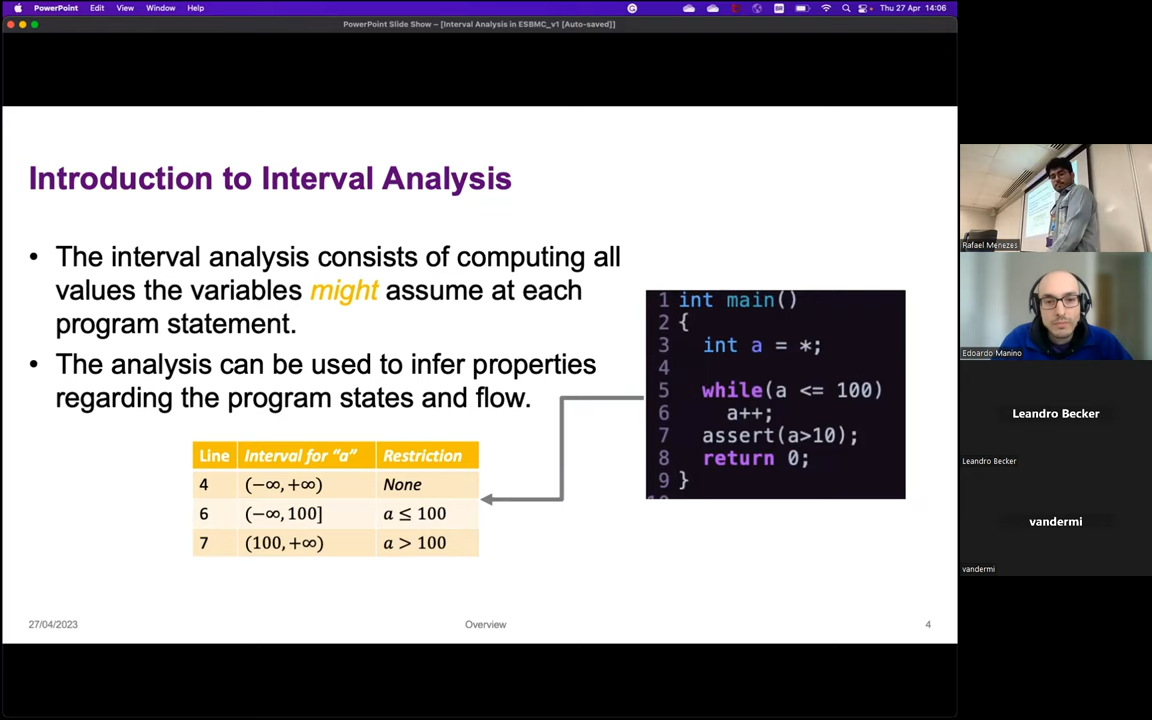 PowerPoint Edit View Window Help Thu 27 Apr 14:06
PowerPoint Slide Show – [Interval Analysis in ESBMC_v1 [Auto-saved]]
Introduction to Interval Analysis
• The interval analysis consists of computing all
values the variables might assume at each
program statement.
• The analysis can be used to infer properties
regarding the program states and flow.
Line Interval for "a" Restriction
4 (−∞, +∞) None
6 (−∞, 100] a ≤ 100
7 (100, +∞) a > 100
1 int main()
2 {
3 int a = *;
4
5 while(a <= 100)
6 a++;
7 assert(a>10);
8 return 0;
9 }
10
27/04/2023
Overview
4
Rafael Menezes
Edoardo Manino
Leandro Becker
Leandro Becker
vandermi
vandermi